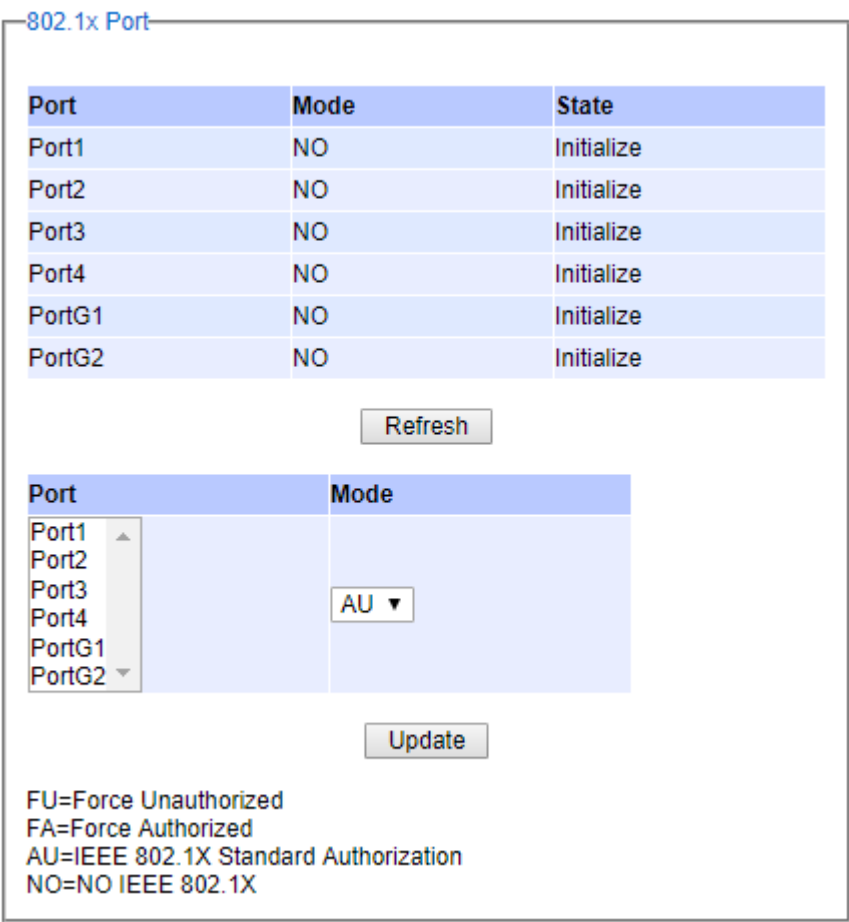 802.1x Port
Port Mode State
Port1 NO Initialize
Port2 NO Initialize
Port3 NO Initialize
Port4 NO Initialize
PortG1 NO Initialize
PortG2 NO Initialize
Refresh
Port Mode
Port1
Port2
Port3
Port4
PortG1
PortG2
AU
Update
FU=Force Unauthorized
FA=Force Authorized
AU=IEEE 802.1X Standard Authorization
NO=NO IEEE 802.1X